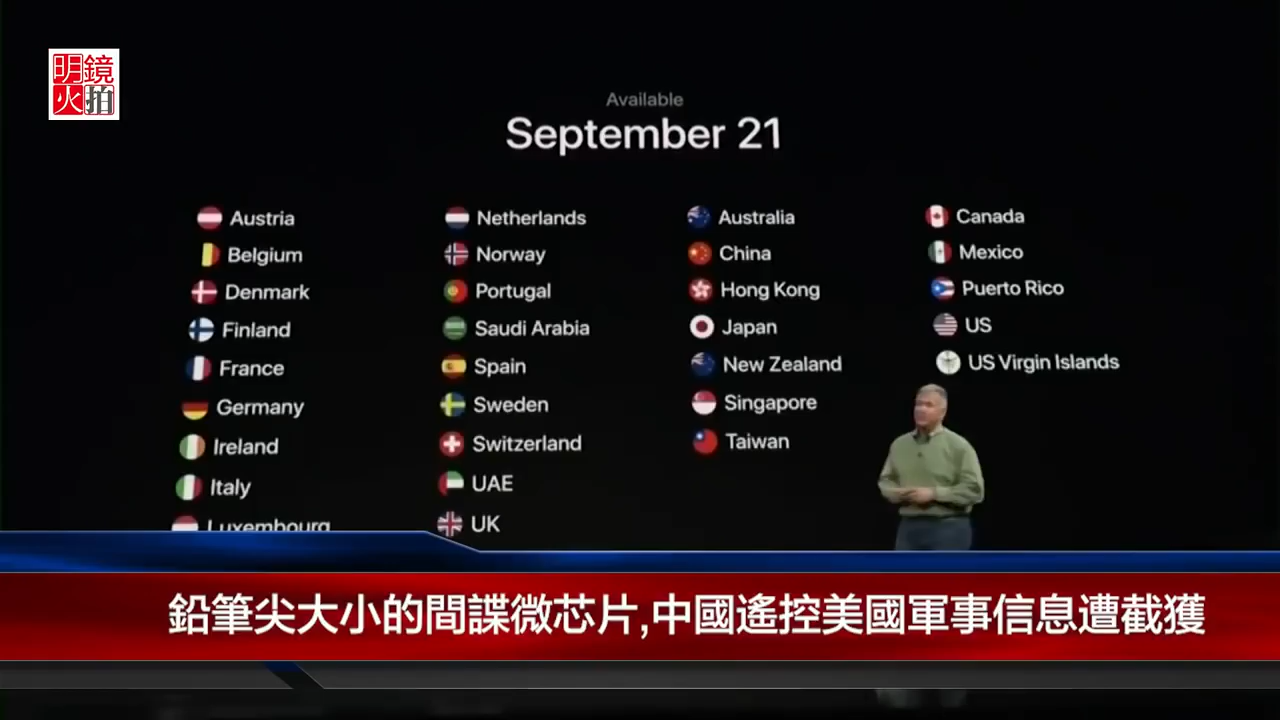 明鏡
火拍
Available
September 21
Austria
Belgium
Denmark
Finland
France
Germany
Ireland
Italy
Luxembourg
Netherlands
Norway
Portugal
Saudi Arabia
Spain
Sweden
Switzerland
UAE
UK
Australia
China
Hong Kong
Japan
New Zealand
Singapore
Taiwan
Canada
Mexico
Puerto Rico
US
US Virgin Islands
鉛筆尖大小的間諜微芯片,中國遙控美國軍事信息遭截獲